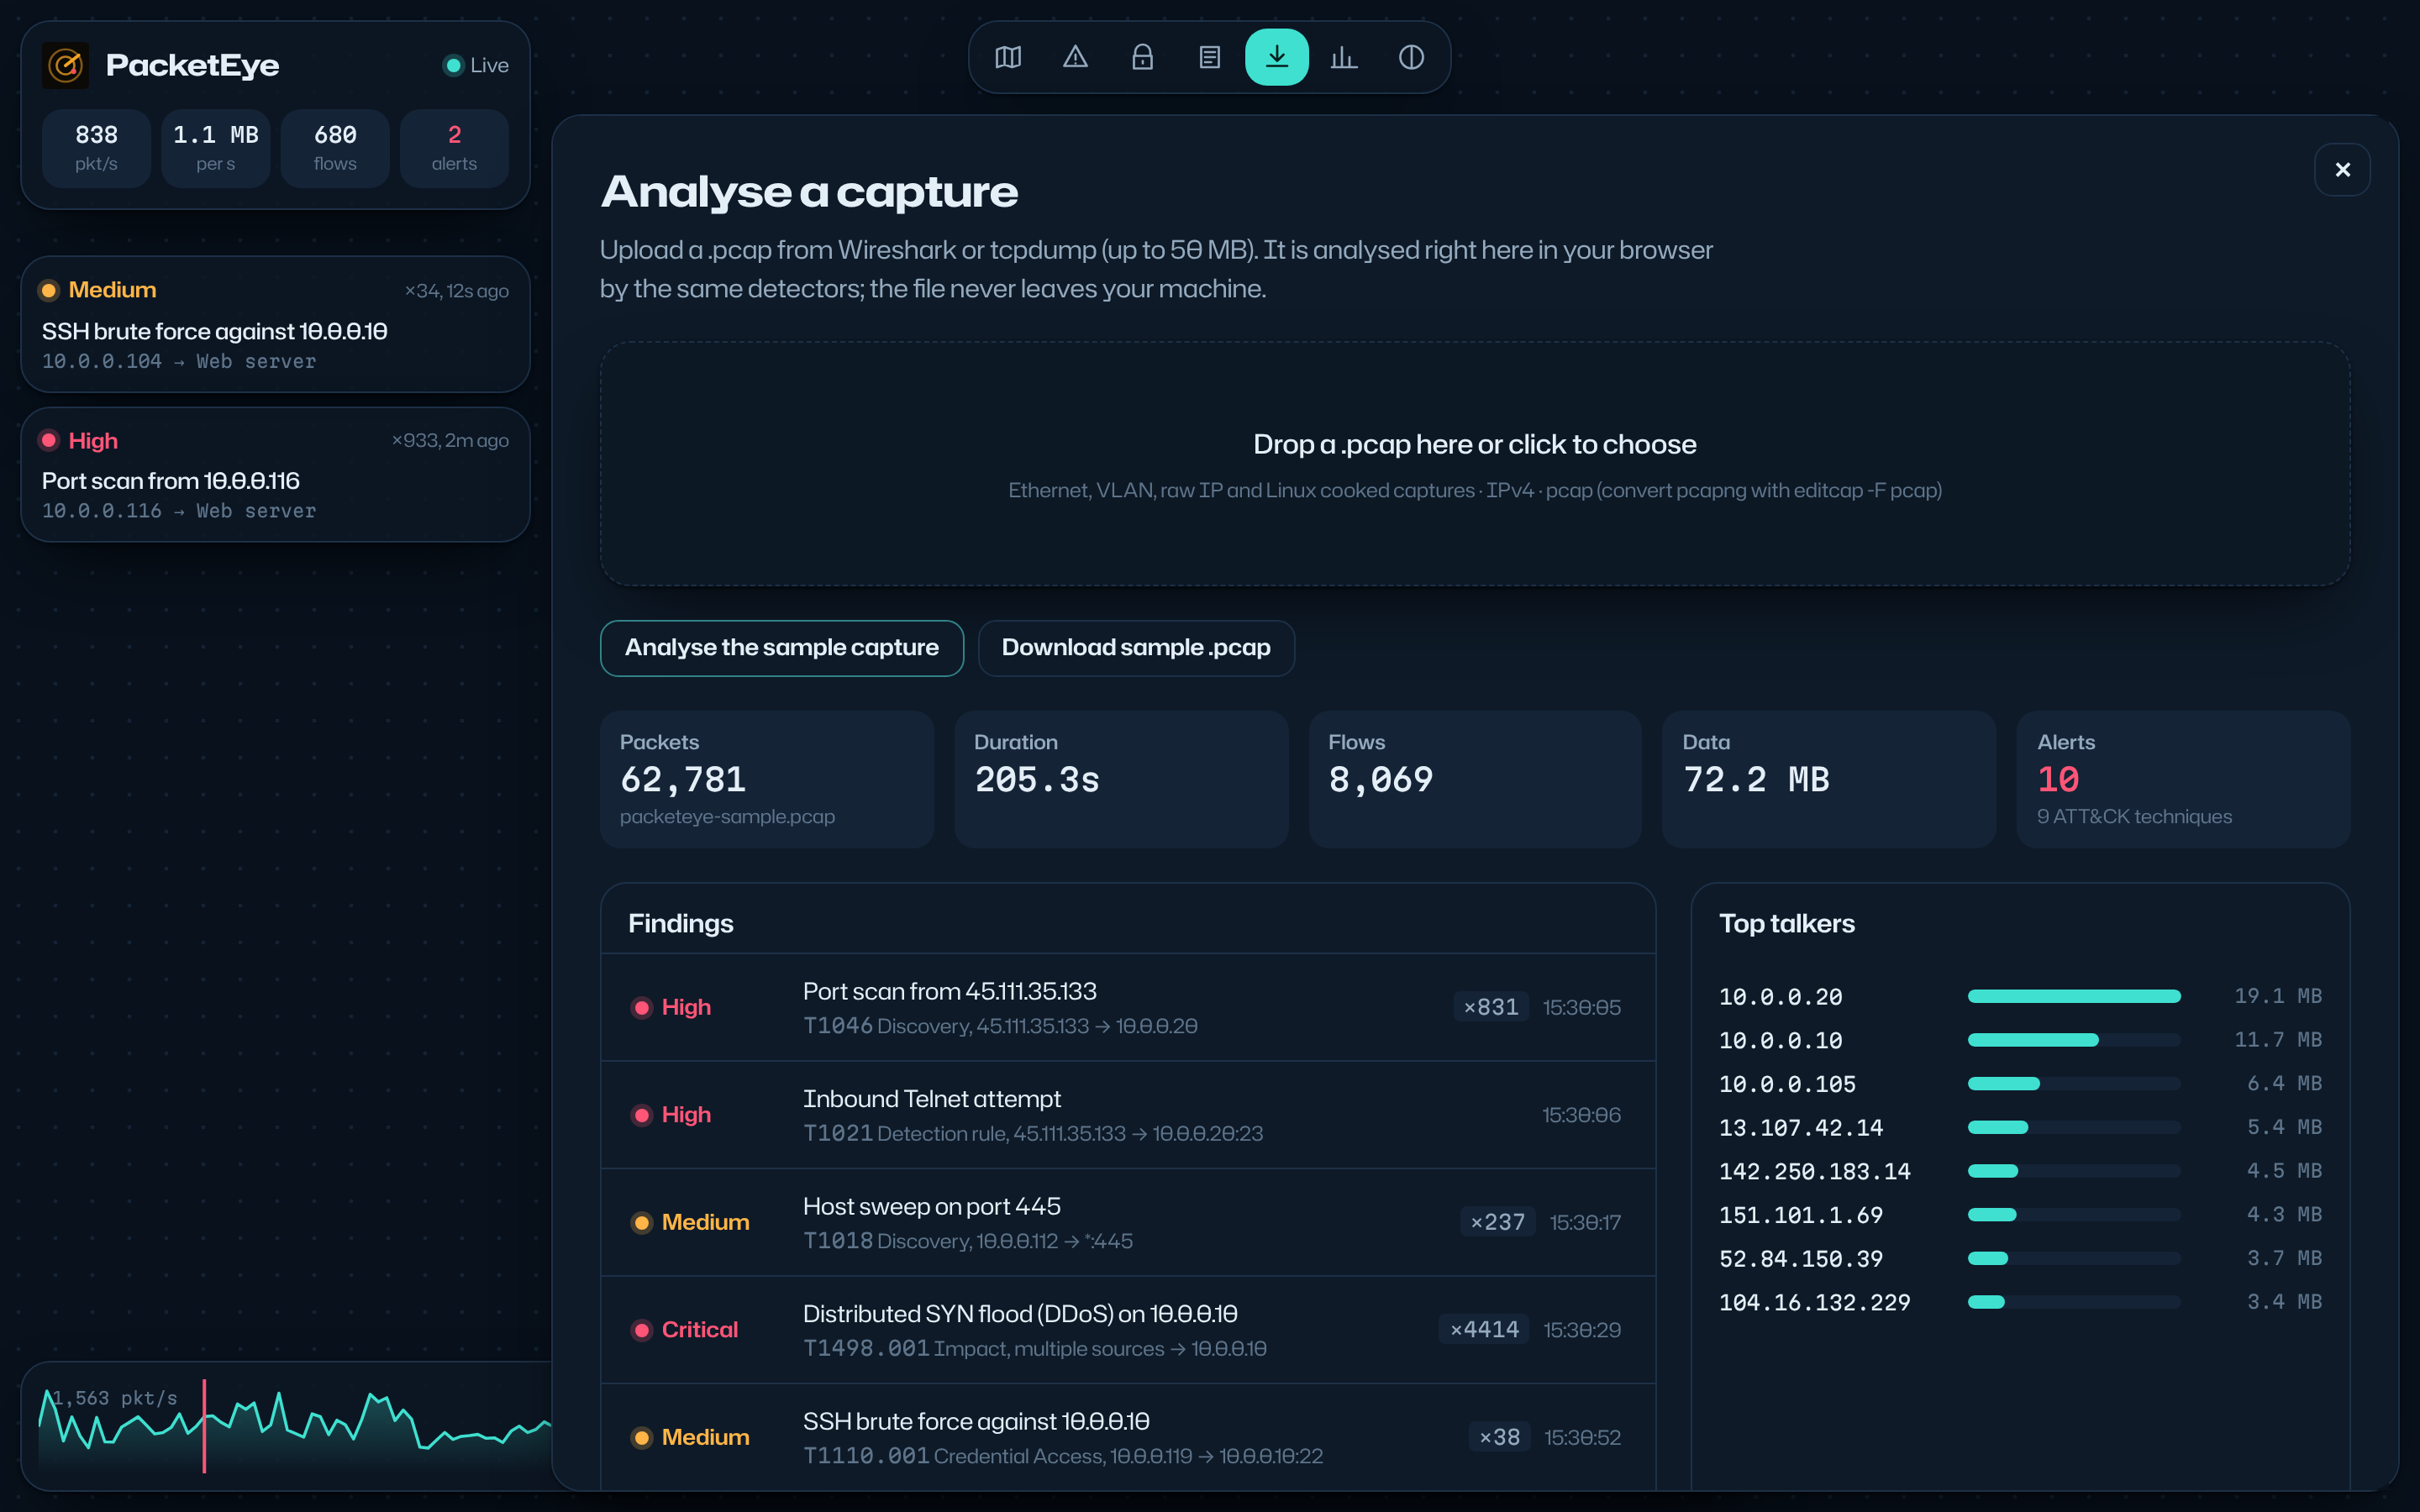 PacketEye
Live
838
pkt/s
1.1 MB
per s
680
flows
2
alerts
Medium
×34, 12s ago
SSH brute force against 10.0.0.10
10.0.0.104 → Web server
High
×933, 2m ago
Port scan from 10.0.0.116
10.0.0.116 → Web server
1,563 pkt/s
Analyse a capture
Upload a .pcap from Wireshark or tcpdump (up to 50 MB). It is analysed right here in your browser
by the same detectors; the file never leaves your machine.
Drop a .pcap here or click to choose
Ethernet, VLAN, raw IP and Linux cooked captures · IPv4 · pcap (convert pcapng with editcap -F pcap)
Analyse the sample capture
Download sample .pcap
Packets
62,781
packeteye-sample.pcap
Duration
205.3s
Flows
8,069
Data
72.2 MB
Alerts
10
9 ATT&CK techniques
Findings
High
Port scan from 45.111.35.133
T1046 Discovery, 45.111.35.133 → 10.0.0.20
×831 15:30:05
High
Inbound Telnet attempt
T1021 Detection rule, 45.111.35.133 → 10.0.0.20:23
15:30:06
Medium
Host sweep on port 445
T1018 Discovery, 10.0.0.112 → *:445
×237 15:30:17
Critical
Distributed SYN flood (DDoS) on 10.0.0.10
T1498.001 Impact, multiple sources → 10.0.0.10
×4414 15:30:29
Medium
SSH brute force against 10.0.0.10
T1110.001 Credential Access, 10.0.0.119 → 10.0.0.10:22
×38 15:30:52
Top talkers
10.0.0.20 19.1 MB
10.0.0.10 11.7 MB
10.0.0.105 6.4 MB
13.107.42.14 5.4 MB
142.250.183.14 4.5 MB
151.101.1.69 4.3 MB
52.84.150.39 3.7 MB
104.16.132.229 3.4 MB